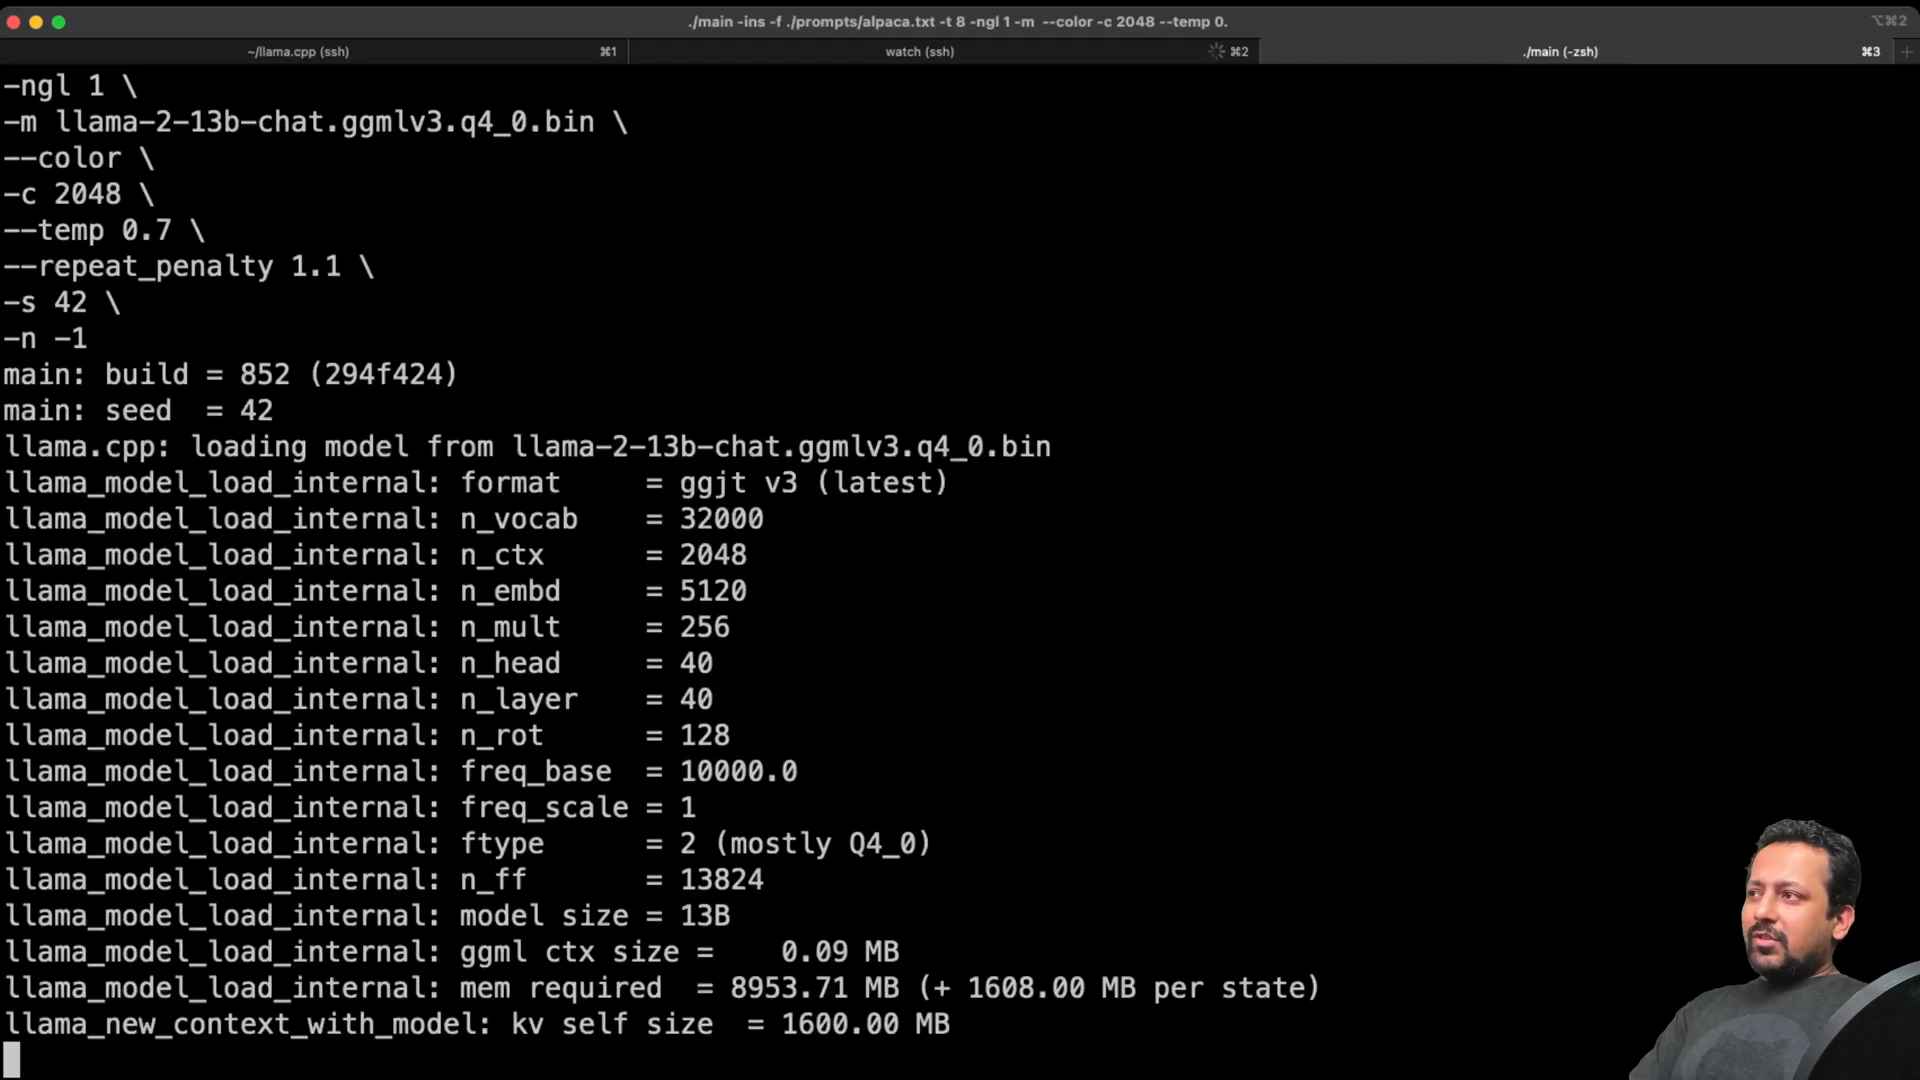 ./main -ins -f ./prompts/alpaca.txt -t 8 -ngl 1 -m  --color -c 2048 --temp 0.
⌥⌘2
~/llama.cpp (ssh) ⌘1 watch (ssh) ⌘2 ./main (-zsh) ⌘3 +
-ngl 1 \
-m llama-2-13b-chat.ggmlv3.q4_0.bin \
--color \
-c 2048 \
--temp 0.7 \
--repeat_penalty 1.1 \
-s 42 \
-n -1
main: build = 852 (294f424)
main: seed  = 42
llama.cpp: loading model from llama-2-13b-chat.ggmlv3.q4_0.bin
llama_model_load_internal: format     = ggjt v3 (latest)
llama_model_load_internal: n_vocab    = 32000
llama_model_load_internal: n_ctx      = 2048
llama_model_load_internal: n_embd     = 5120
llama_model_load_internal: n_mult     = 256
llama_model_load_internal: n_head     = 40
llama_model_load_internal: n_layer    = 40
llama_model_load_internal: n_rot      = 128
llama_model_load_internal: freq_base  = 10000.0
llama_model_load_internal: freq_scale = 1
llama_model_load_internal: ftype      = 2 (mostly Q4_0)
llama_model_load_internal: n_ff       = 13824
llama_model_load_internal: model size = 13B
llama_model_load_internal: ggml ctx size =    0.09 MB
llama_model_load_internal: mem required  = 8953.71 MB (+ 1608.00 MB per state)
llama_new_context_with_model: kv self size  = 1600.00 MB